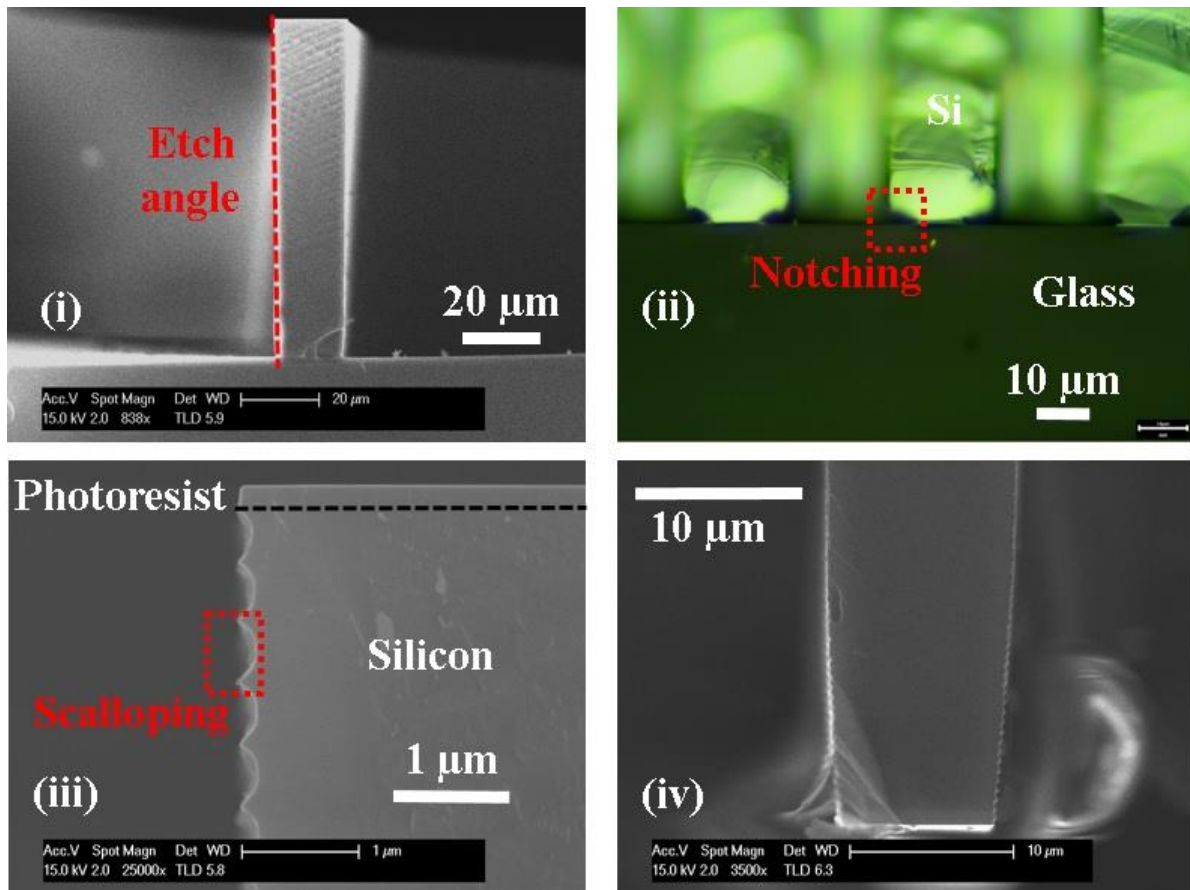 Etch
angle
(i)
20 µm
Acc.V Spot Magn Det WD 20 µm
15.0 kV 2.0 838x TLD 5.9
Si
Notching
(ii)
Glass
10 µm
Photoresist
Silicon
Scalloping
1 µm
(iii)
Acc.V Spot Magn Det WD 1 µm
15.0 kV 2.0 25000x TLD 5.8
10 µm
(iv)
Acc.V Spot Magn Det WD 10 µm
15.0 kV 2.0 3500x TLD 6.3